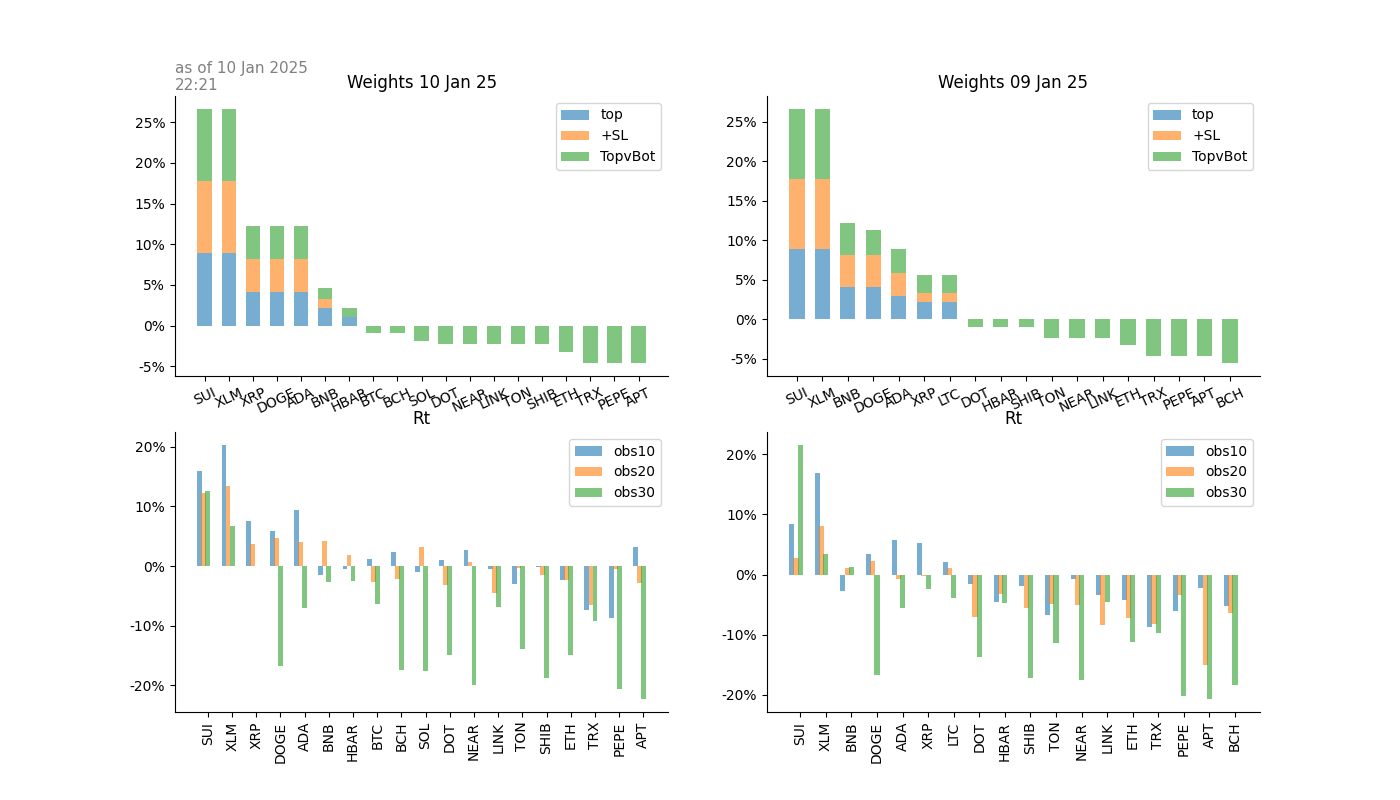 as of 10 Jan 2025
22:21
Weights 10 Jan 25
25%
20%
15%
10%
5%
0%
-5%
top
+SL
TopvBot
SUI XLM XRP DOGE ADA BNB HBAR BTC BCH SOL DOT NEAR LINK TON SHIB ETH TRX PEPE APT
Weights 09 Jan 25
25%
20%
15%
10%
5%
0%
-5%
top
+SL
TopvBot
SUI XLM BNB DOGE ADA XRP LTC DOT HBAR SHIB TON NEAR LINK ETH TRX PEPE APT BCH
Rt
20%
10%
0%
-10%
-20%
obs10
obs20
obs30
SUI XLM XRP DOGE ADA BNB HBAR BTC BCH SOL DOT NEAR LINK TON SHIB ETH TRX PEPE APT
Rt
20%
10%
0%
-10%
-20%
obs10
obs20
obs30
SUI XLM BNB DOGE ADA XRP LTC DOT HBAR SHIB TON NEAR LINK ETH TRX PEPE APT BCH